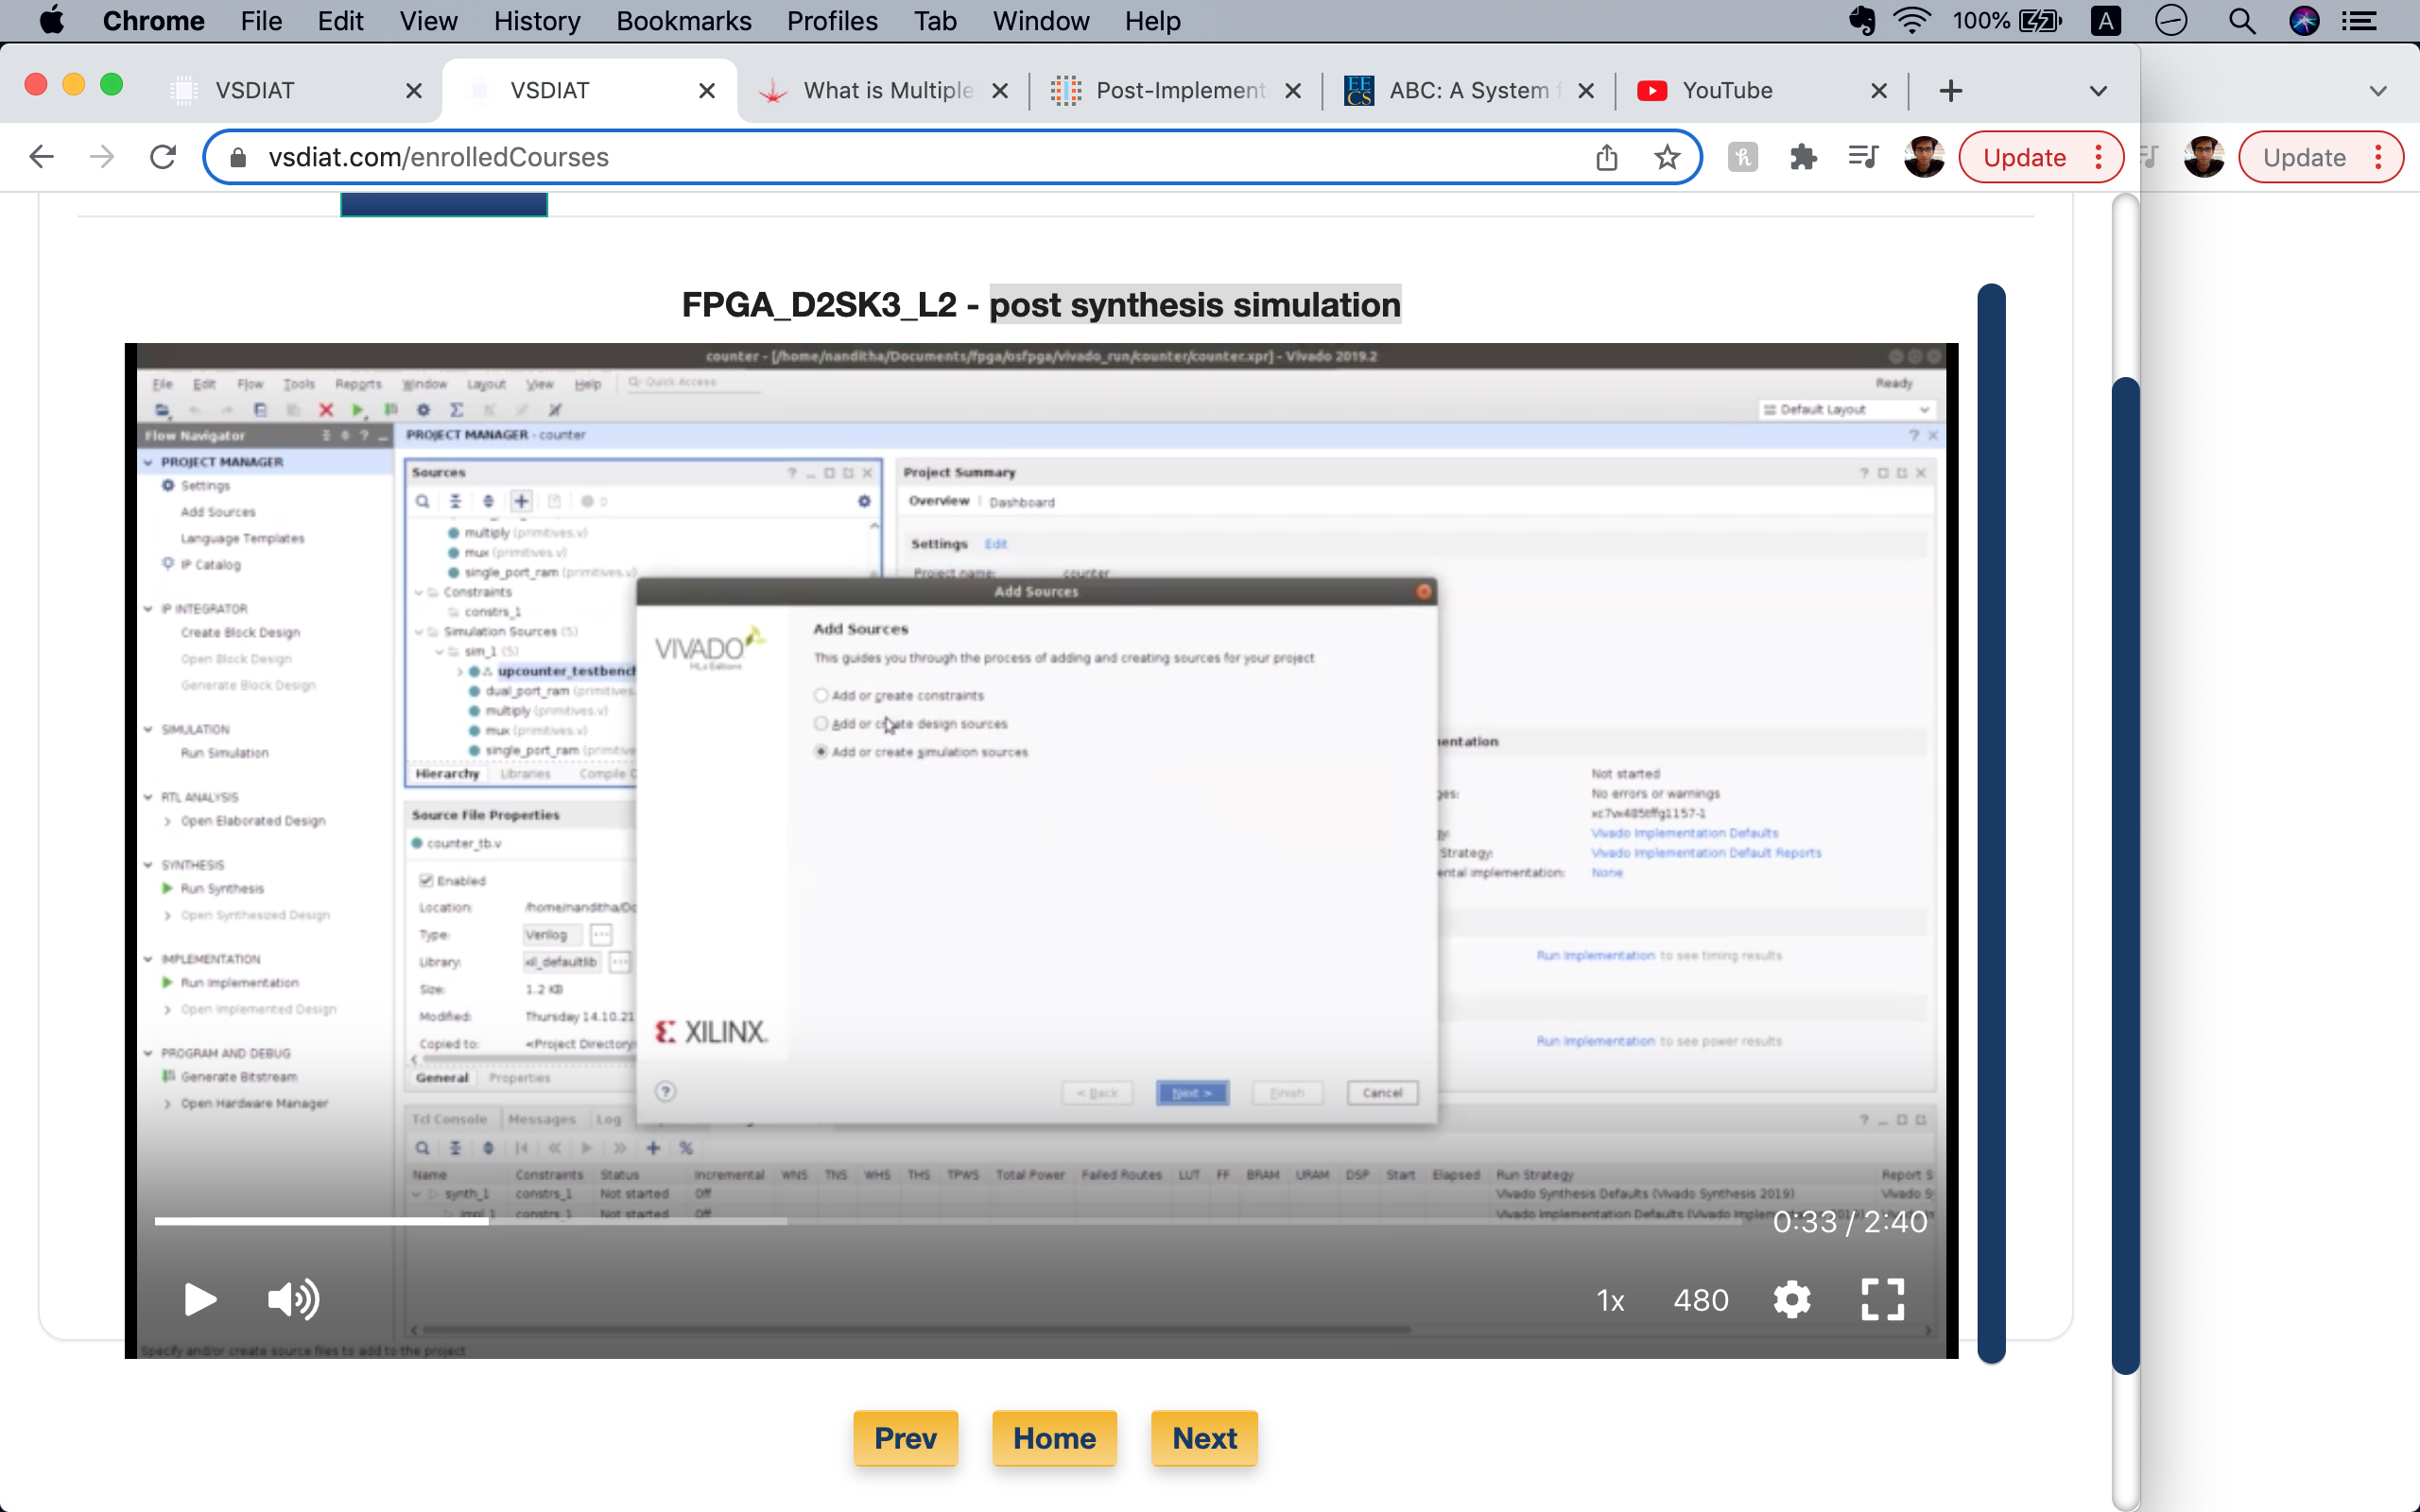 Chrome File Edit View History Bookmarks Profiles Tab Window Help 100% A
VSDIAT VSDIAT What is Multiple Post-Implement ABC: A System f YouTube
vsdiat.com/enrolledCourses Update Update
FPGA_D2SK3_L2 - post synthesis simulation
counter - [/home/nanditha/Documents/fpga/osfpga/vivado_run/counter/counter.xpr] - Vivado 2019.2
File Edit Flow Tools Reports Window Layout View Help Quick Access Ready
Default Layout
Flow Navigator
PROJECT MANAGER - counter
PROJECT MANAGER
Settings
Add Sources
Language Templates
IP Catalog
IP INTEGRATOR
Create Block Design
Open Block Design
Generate Block Design
SIMULATION
Run Simulation
RTL ANALYSIS
Open Elaborated Design
SYNTHESIS
Run Synthesis
Open Synthesized Design
IMPLEMENTATION
Run Implementation
Open Implemented Design
PROGRAM AND DEBUG
Generate Bitstream
Open Hardware Manager
Sources
0
multiply (primitives.v)
mux (primitives.v)
single_port_ram (primitives.v)
Constraints
constrs_1
Simulation Sources (5)
sim_1 (5)
upcounter_testbench
dual_port_ram (primitives.
multiply (primitives.v)
mux (primitives.v)
single_port_ram (primitive
Hierarchy Libraries Compile
Source File Properties
counter_tb.v
Enabled
Location: /home/nanditha/Do
Type: Verilog
Library: xil_defaultlib
Size: 1.2 KB
Modified: Thursday 14.10.21
Copied to: <Project Directory
General Properties
Project Summary
Overview Dashboard
Settings Edit
Project name: counter
Add Sources
VIVADO
HLx Editions
Add Sources
This guides you through the process of adding and creating sources for your project
Add or create constraints
Add or create design sources
Add or create simulation sources
XILINX
< Back Next > Finish Cancel
entation
Not started
ges: No errors or warnings
xc7vx485tffg1157-1
gy: Vivado Implementation Defaults
Strategy: Vivado Implementation Default Reports
ental implementation: None
Run Implementation to see timing results
Run Implementation to see power results
Tcl Console Messages Log
Name Constraints Status Incremental WNS TNS WHS THS TPWS Total Power Failed Routes LUT FF BRAM URAM DSP Start Elapsed Run Strategy Report S
synth_1 constrs_1 Not started Off Vivado Synthesis Defaults (Vivado Synthesis 2019) Vivado Sy
impl_1 constrs_1 Not started Off Vivado Implementation Defaults (Vivado Implementation 2019)
0:33 / 2:40
1x 480
Specify and/or create source files to add to the project
Prev Home Next